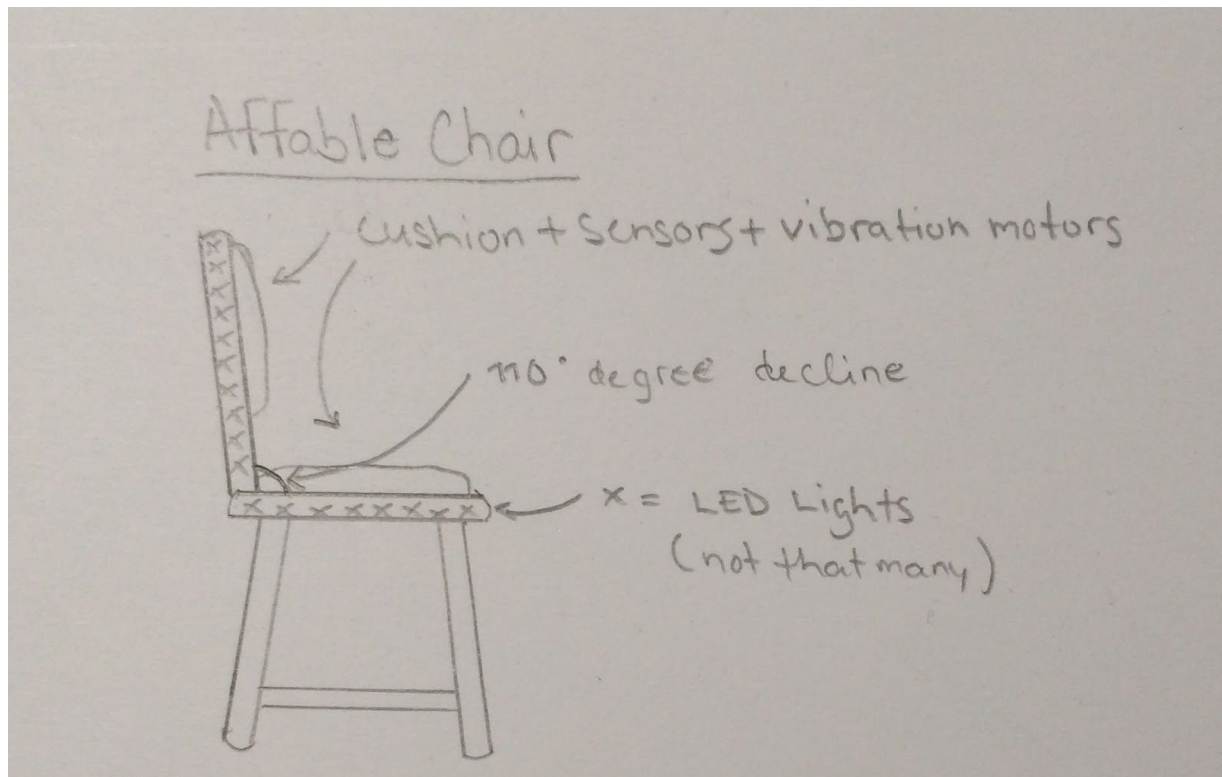 Affable Chair
cushion + sensors + vibration motors
110° degree decline
x = LED Lights
(not that many)